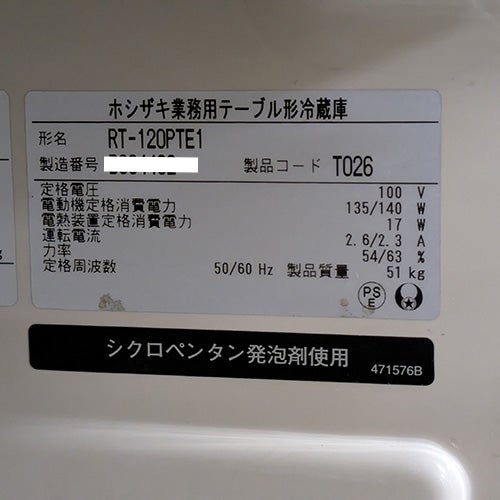 ホシザキ業務用テーブル形冷蔵庫
形名 RT-120PTE1
製造番号
製品コード T026
定格電圧 100 V
電動機定格消費電力 135/140 W
電熱装置定格消費電力 17 W
運転電流 2.6/2.3 A
力率 54/63 %
定格周波数 50/60 Hz 製品質量 51 kg
PSE
シクロペンタン発泡剤使用
471576B